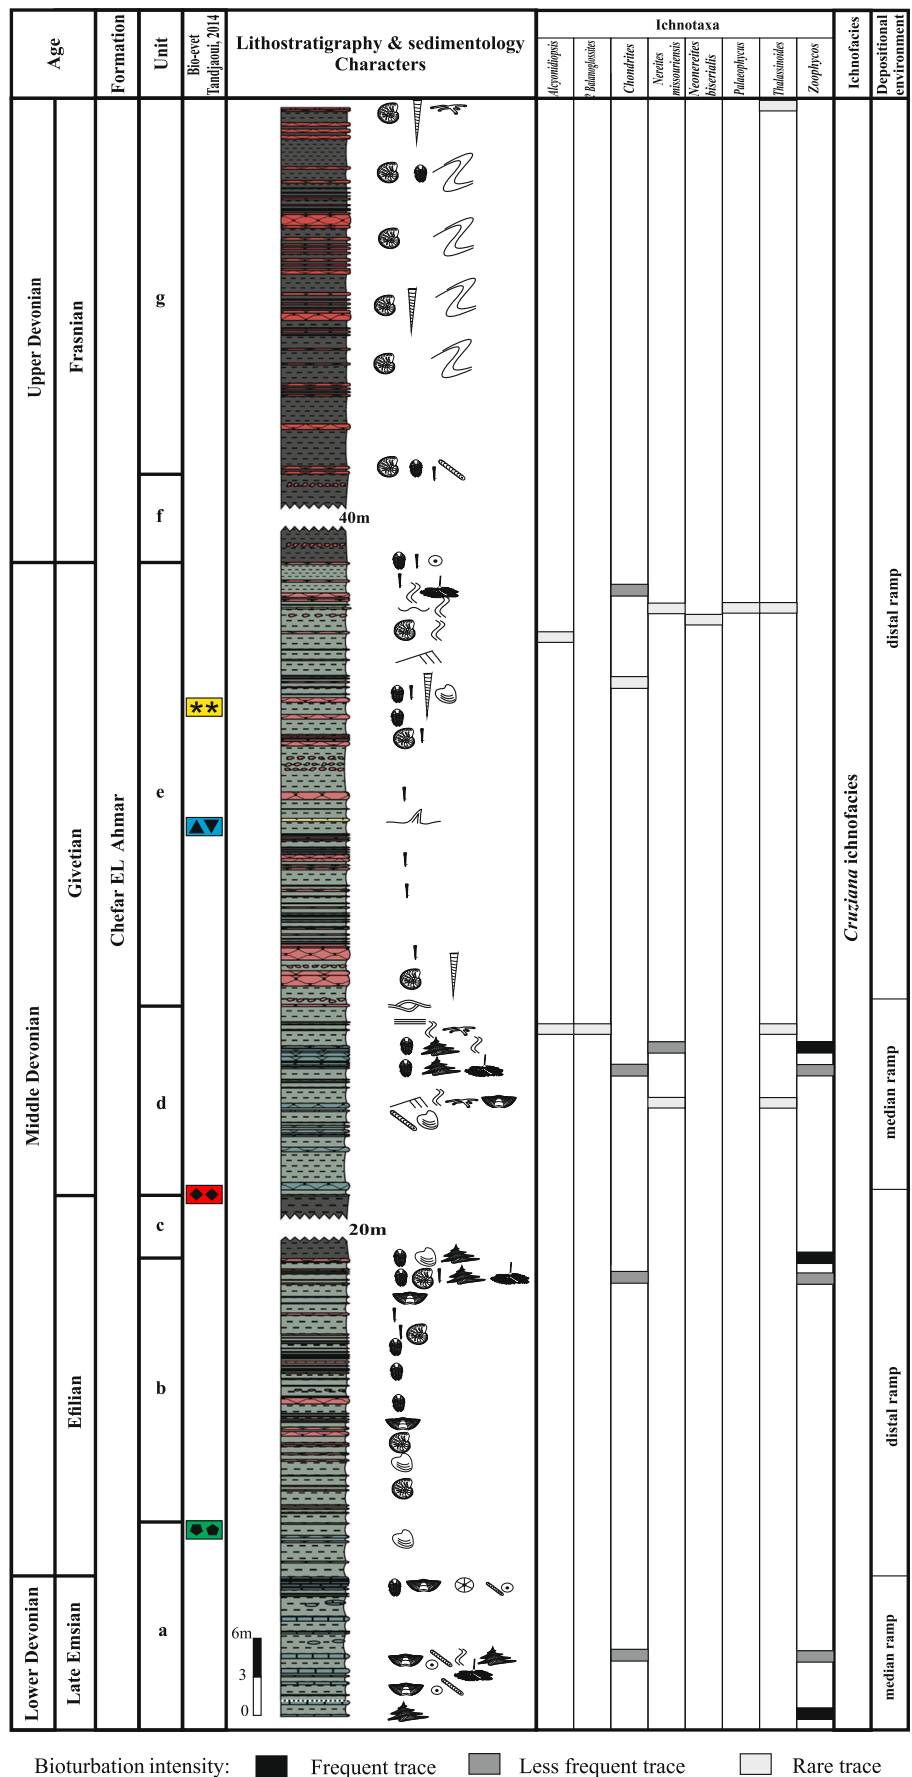 Age
Formation
Unit
Bio-evet
Tandjaoui, 2014
Lithostratigraphy & sedimentology
Characters
Ichnotaxa
Alcyonidiopsis
? Balanoglossites
Chondrites
Nereites
missouriensis
Neonereites
biserialis
Palaeophycus
Thalassinoides
Zoophycos
Ichnofacies
Depositional
environment
Upper Devonian
Frasnian
g
f
40m
Middle Devonian
Givetian
Chefar EL Ahmar
e
**
distal ramp
Cruziana ichnofacies
d
median ramp
c
20m
Efilian
b
distal ramp
Lower Devonian
Late Emsian
a
6m
3
0
median ramp
Bioturbation intensity:
Frequent trace
Less frequent trace
Rare trace